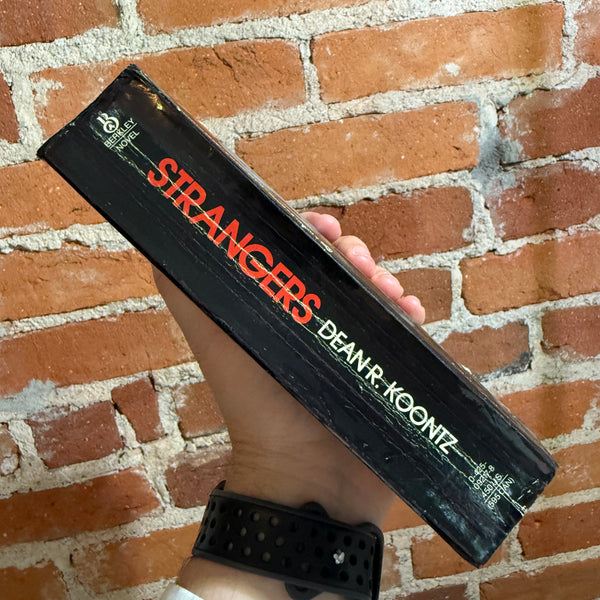 BERKLEY
NOVEL
STRANGERS
DEAN R. KOONTZ